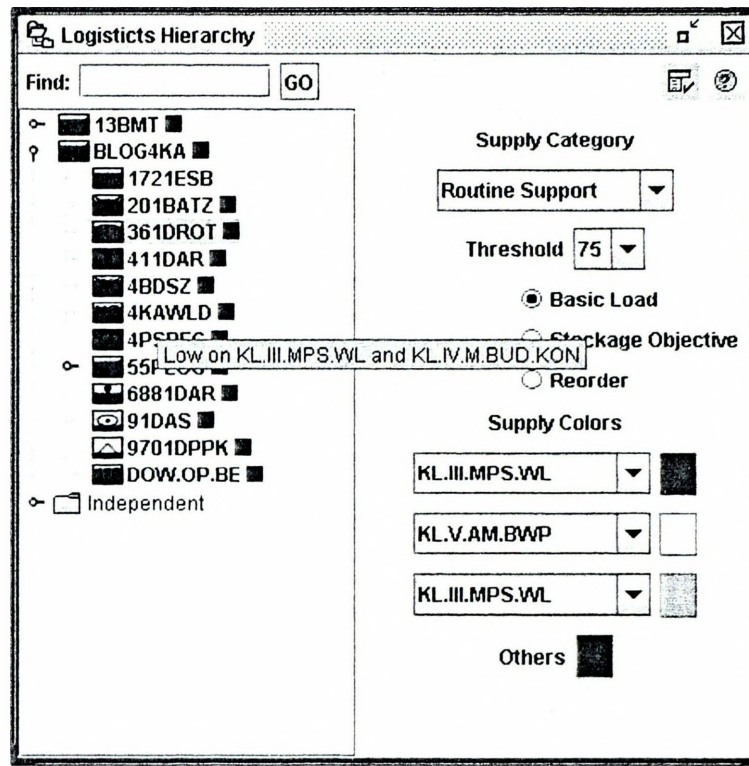 Logisticts Hierarchy
Find:
GO
13BMT
BLOG4KA
1721ESB
201BATZ
361DROT
411DAR
4BDSZ
4KAWLD
Low on KL.III.MPS.WL and KL.IV.M.BUD.KON
6881DAR
91DAS
9701DPPK
DOW.OP.BE
Independent
Supply Category
Routine Support
Threshold 75
Basic Load
Stockage Objective
Reorder
Supply Colors
KL.III.MPS.WL
KL.V.AM.BWP
KL.III.MPS.WL
Others